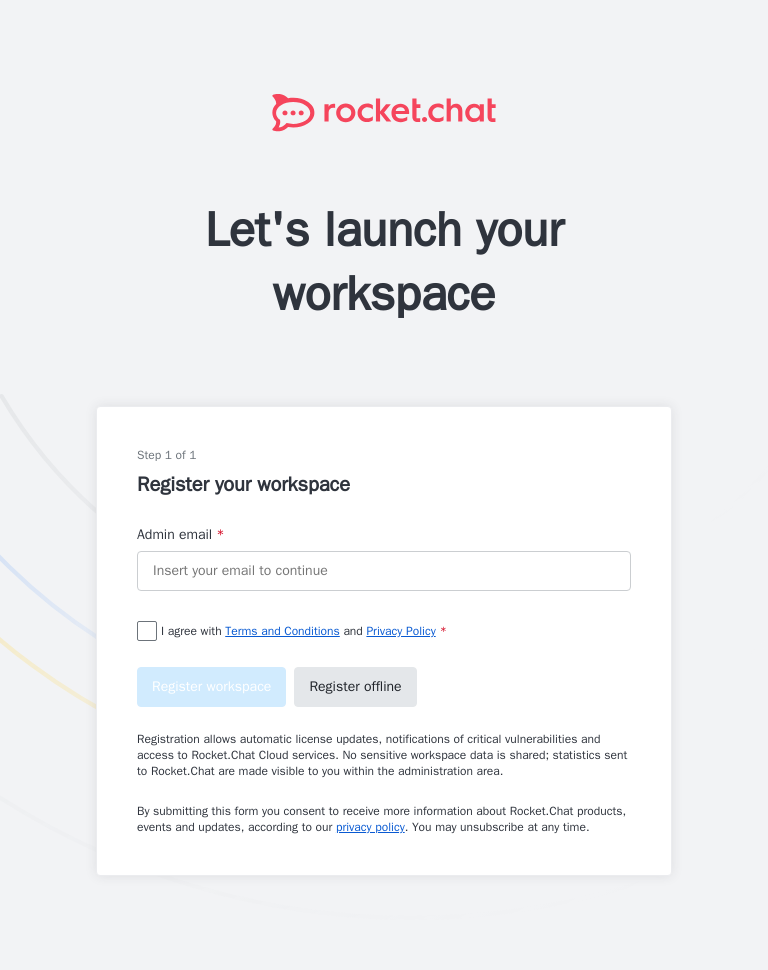 rocket.chat
Let's launch your
workspace
Step 1 of 1
Register your workspace
Admin email *
Insert your email to continue
I agree with Terms and Conditions and Privacy Policy *
Register workspace
Register offline
Registration allows automatic license updates, notifications of critical vulnerabilities and
access to Rocket.Chat Cloud services. No sensitive workspace data is shared; statistics sent
to Rocket.Chat are made visible to you within the administration area.
By submitting this form you consent to receive more information about Rocket.Chat products,
events and updates, according to our privacy policy. You may unsubscribe at any time.